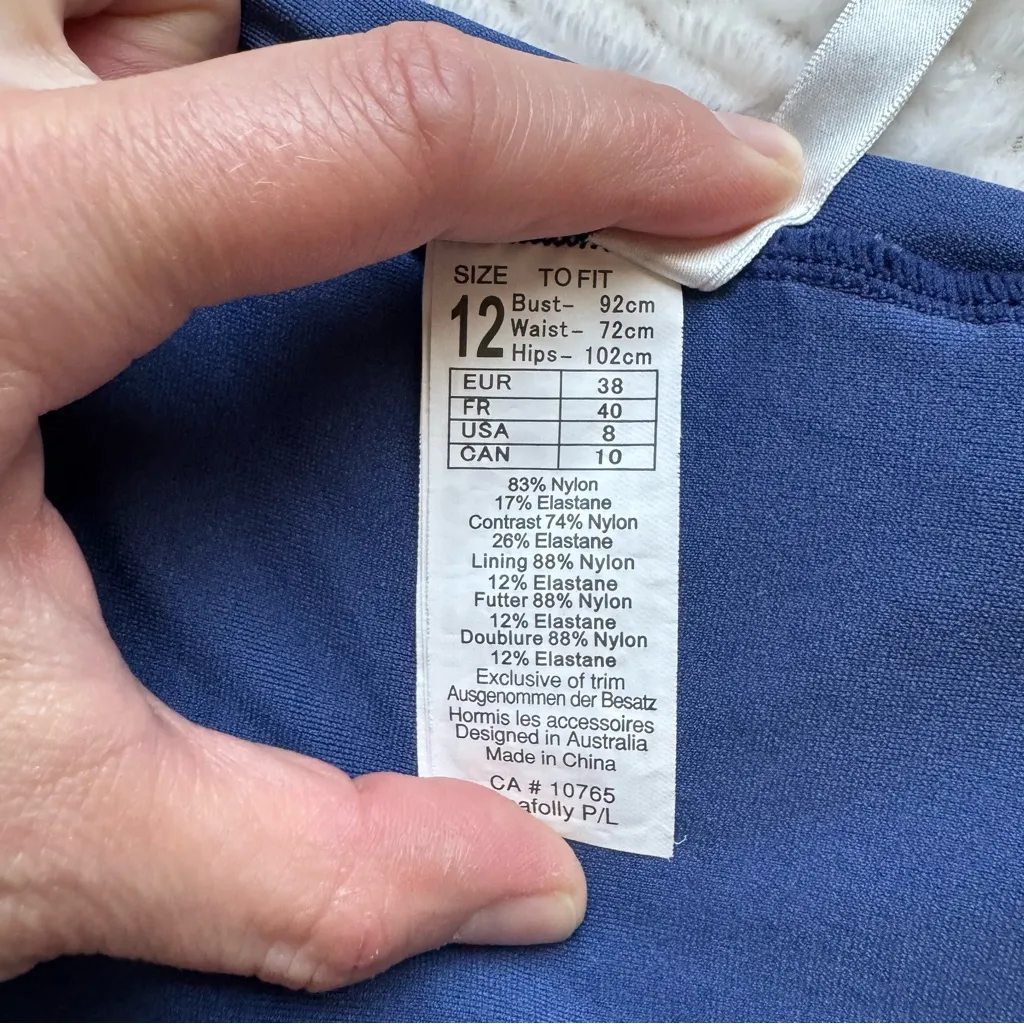 SIZE TO FIT
12 Bust- 92cm
Waist- 72cm
Hips- 102cm
EUR 38
FR 40
USA 8
CAN 10
83% Nylon
17% Elastane
Contrast 74% Nylon
26% Elastane
Lining 88% Nylon
12% Elastane
Futter 88% Nylon
12% Elastane
Doublure 88% Nylon
12% Elastane
Exclusive of trim
Ausgenommen der Besatz
Hormis les accessoires
Designed in Australia
Made in China
CA # 10765
afolly P/L